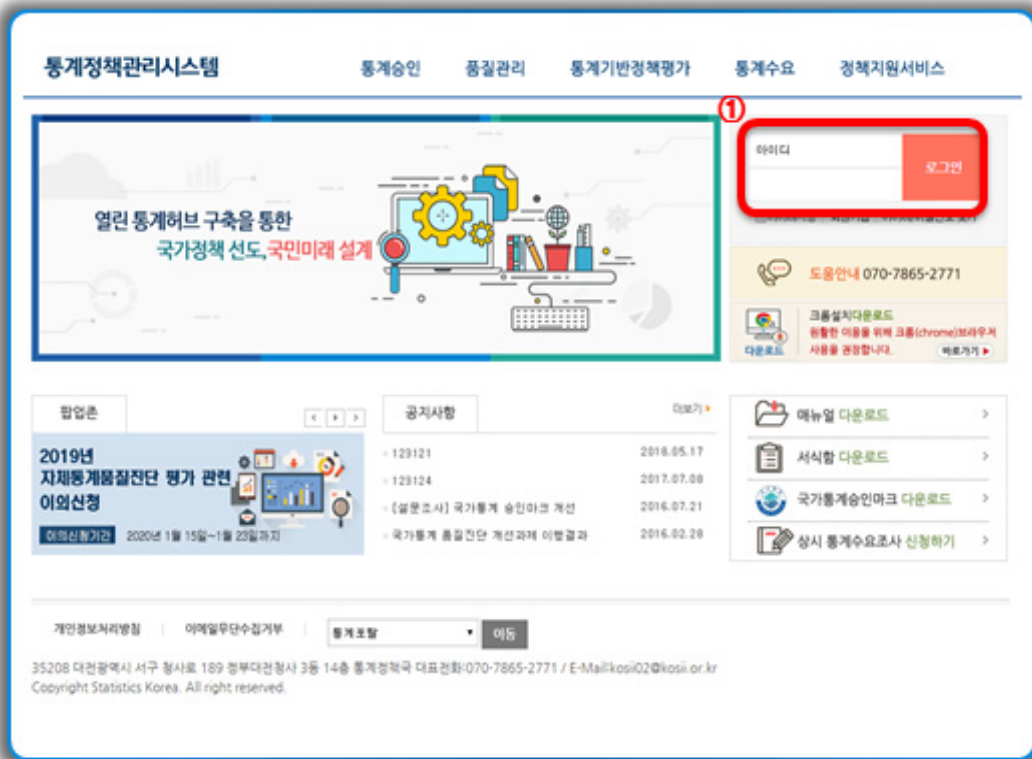 통계정책관리시스템
통계승인 품질관리 통계기반정책평가 통계수요 정책지원서비스
①
아이디
로그인
열린 통계허브 구축을 통한
국가정책 선도,국민미래 설계
도움안내 070-7865-2771
크롬설치다운로드
원활한 이용을 위해 크롬(chrome)브라우저
사용을 권장합니다.
다운로드
바로가기
팝업존
2019년
자체통계품질진단 평가 관련
이의신청
이의신청기간 2020년 1월 15일~1월 23일까지
공지사항
더보기
123121 2018.05.17
123124 2017.07.08
[설문조사] 국가통계 승인마크 개선 2016.07.21
국가통계 품질진단 개선과제 이행결과 2016.02.28
매뉴얼 다운로드
서식함 다운로드
국가통계승인마크 다운로드
상시 통계수요조사 신청하기
개인정보처리방침
이메일무단수집거부
통계포탈
이동
35208 대전광역시 서구 청사로 189 정부대전청사 3동 14층 통계정책국 대표전화:070-7865-2771 / E-Mail:kosii02@kosii.or.kr
Copyright Statistics Korea. All right reserved.